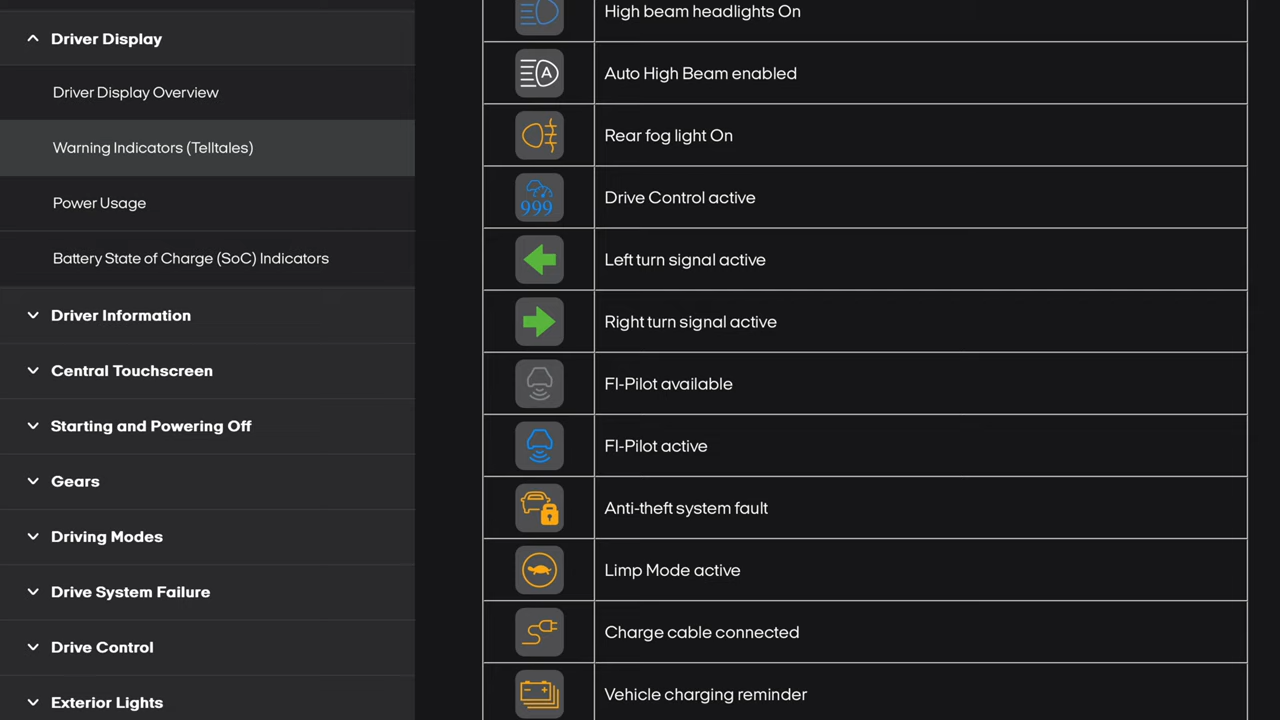 Driver Display
Driver Display Overview
Warning Indicators (Telltales)
Power Usage
Battery State of Charge (SoC) Indicators
Driver Information
Central Touchscreen
Starting and Powering Off
Gears
Driving Modes
Drive System Failure
Drive Control
Exterior Lights
High beam headlights On
A
Auto High Beam enabled
Rear fog light On
999
Drive Control active
Left turn signal active
Right turn signal active
FI-Pilot available
FI-Pilot active
Anti-theft system fault
Limp Mode active
Charge cable connected
Vehicle charging reminder